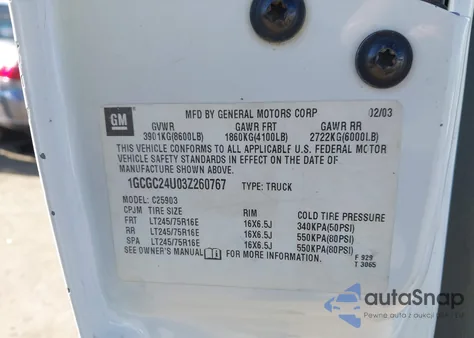 GM
MFD BY GENERAL MOTORS CORP 02/03
GVWR GAWR FRT GAWR RR
3901KG(8600LB) 1860KG(4100LB) 2722KG(6000LB)
THIS VEHICLE CONFORMS TO ALL APPLICABLE U.S. FEDERAL MOTOR
VEHICLE SAFETY STANDARDS IN EFFECT ON THE DATE OF
MANUFACTURE SHOWN ABOVE.
1GCGC24U03Z260767 TYPE: TRUCK
MODEL: C25903
CPJM TIRE SIZE RIM COLD TIRE PRESSURE
FRT LT245/75R16E 16X6.5J 340KPA(50PSI)
RR LT245/75R16E 16X6.5J 550KPA(80PSI)
SPA LT245/75R16E 16X6.5J 550KPA(80PSI)
SEE OWNER'S MANUAL FOR MORE INFORMATION
F 929
T 3065
autoSnap
Pewne auta z aukcji